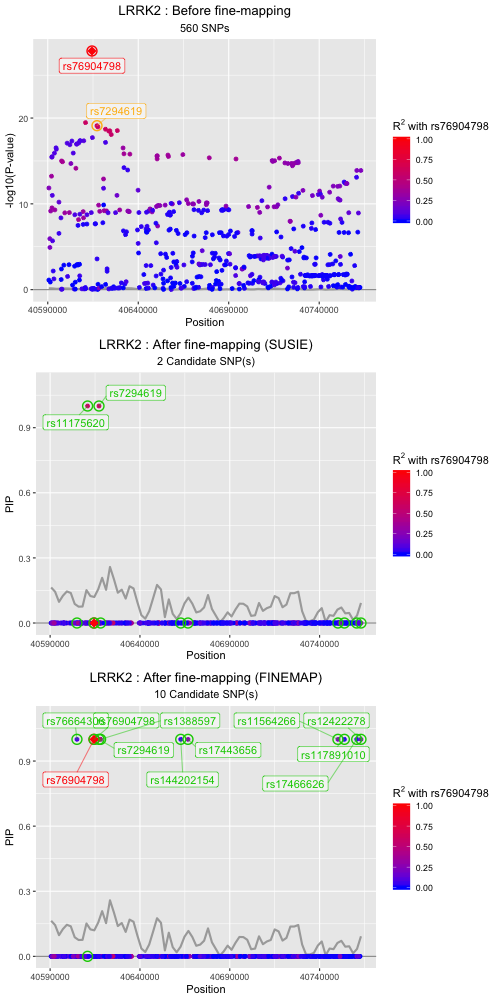 LRRK2 : Before fine-mapping
560 SNPs
rs76904798
rs7294619
-log10(P-value)
20
10
0
40590000
40640000
40690000
40740000
Position
R2 with rs76904798
1.00
0.75
0.50
0.25
0.00
LRRK2 : After fine-mapping (SUSIE)
2 Candidate SNP(s)
rs7294619
rs11175620
PIP
0.9
0.6
0.3
0.0
40590000
40640000
40690000
40740000
Position
R2 with rs76904798
1.00
0.75
0.50
0.25
0.00
LRRK2 : After fine-mapping (FINEMAP)
10 Candidate SNP(s)
rs76904798
rs1388597
rs11564266
rs12422278
rs7294619
rs17443656
rs117891010
rs76904798
rs144202154
rs17466626
PIP
0.9
0.6
0.3
0.0
40590000
40640000
40690000
40740000
Position
R2 with rs76904798
1.00
0.75
0.50
0.25
0.00